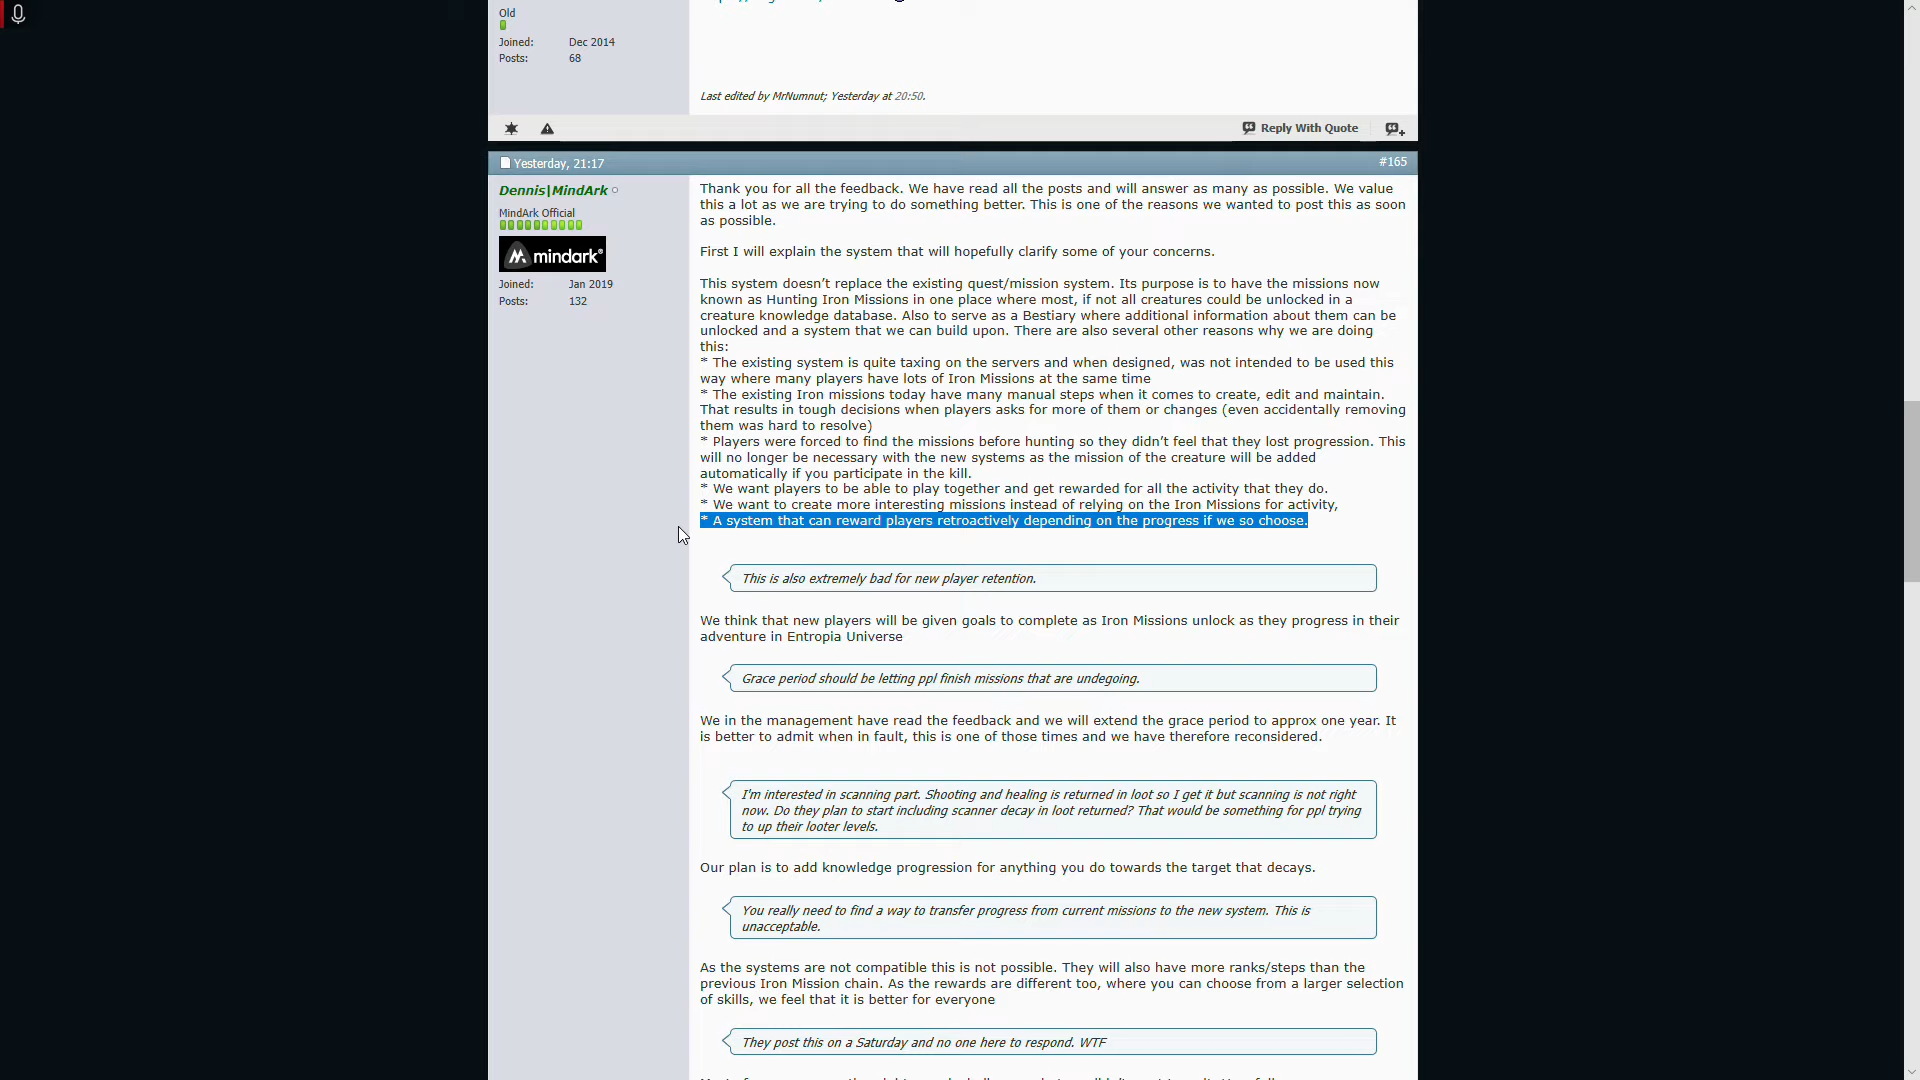 Old
Joined: Dec 2014
Posts: 68
Last edited by MrNumnut; Yesterday at 20:50.
Reply With Quote
Yesterday, 21:17 #165
Dennis|MindArk
MindArk Official
mindark
Joined: Jan 2019
Posts: 132
Thank you for all the feedback. We have read all the posts and will answer as many as possible. We value
this a lot as we are trying to do something better. This is one of the reasons we wanted to post this as soon
as possible.
First I will explain the system that will hopefully clarify some of your concerns.
This system doesn't replace the existing quest/mission system. Its purpose is to have the missions now
known as Hunting Iron Missions in one place where most, if not all creatures could be unlocked in a
creature knowledge database. Also to serve as a Bestiary where additional information about them can be
unlocked and a system that we can build upon. There are also several other reasons why we are doing
this:
* The existing system is quite taxing on the servers and when designed, was not intended to be used this
way where many players have lots of Iron Missions at the same time
* The existing Iron missions today have many manual steps when it comes to create, edit and maintain.
That results in tough decisions when players asks for more of them or changes (even accidentally removing
them was hard to resolve)
* Players were forced to find the missions before hunting so they didn't feel that they lost progression. This
will no longer be necessary with the new systems as the mission of the creature will be added
automatically if you participate in the kill.
* We want players to be able to play together and get rewarded for all the activity that they do.
* We want to create more interesting missions instead of relying on the Iron Missions for activity,
* A system that can reward players retroactively depending on the progress if we so choose.
This is also extremely bad for new player retention.
We think that new players will be given goals to complete as Iron Missions unlock as they progress in their
adventure in Entropia Universe
Grace period should be letting ppl finish missions that are undegoing.
We in the management have read the feedback and we will extend the grace period to approx one year. It
is better to admit when in fault, this is one of those times and we have therefore reconsidered.
I'm interested in scanning part. Shooting and healing is returned in loot so I get it but scanning is not right
now. Do they plan to start including scanner decay in loot returned? That would be something for ppl trying
to up their looter levels.
Our plan is to add knowledge progression for anything you do towards the target that decays.
You really need to find a way to transfer progress from current missions to the new system. This is
unacceptable.
As the systems are not compatible this is not possible. They will also have more ranks/steps than the
previous Iron Mission chain. As the rewards are different too, where you can choose from a larger selection
of skills, we feel that it is better for everyone
They post this on a Saturday and no one here to respond. WTF